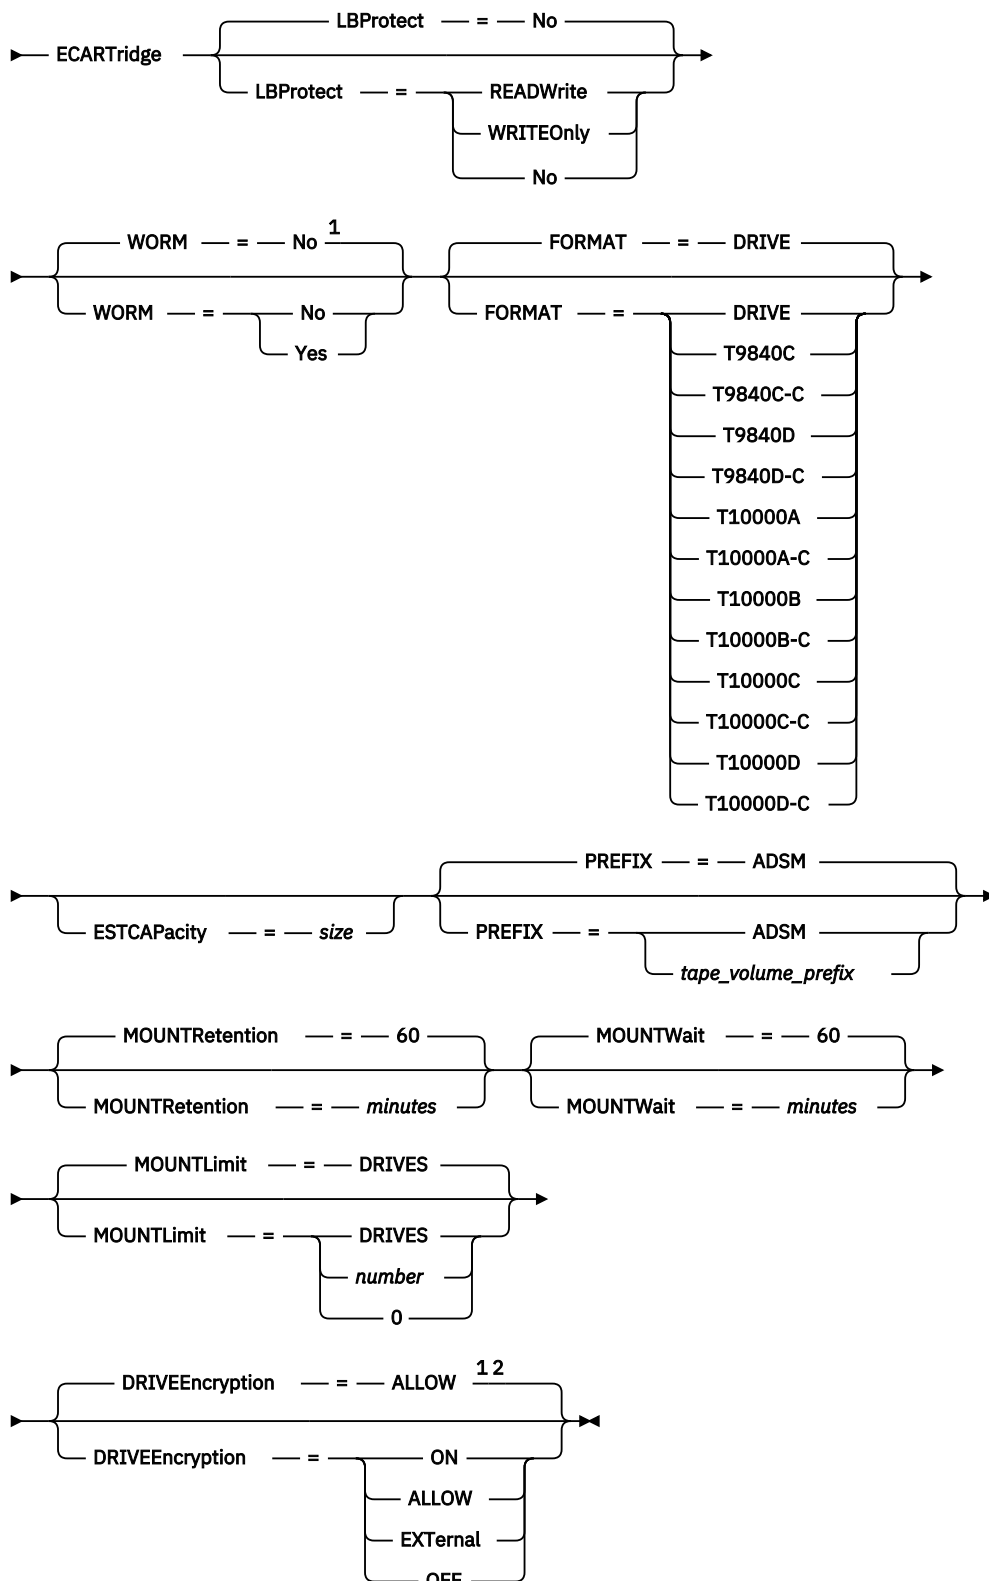 LBProtect = No
ECARTridge
LBProtect = READWrite
WRITEOnly
No
WORM = No 1
FORMAT = DRIVE
WORM = No
Yes
FORMAT = DRIVE
T9840C
T9840C-C
T9840D
T9840D-C
T10000A
T10000A-C
T10000B
T10000B-C
T10000C
T10000C-C
T10000D
T10000D-C
PREFIX = ADSM
ESTCAPacity = size
PREFIX = ADSM
tape_volume_prefix
MOUNTRetention = 60
MOUNTWait = 60
MOUNTRetention = minutes
MOUNTWait = minutes
MOUNTLimit = DRIVES
MOUNTLimit = DRIVES
number
0
DRIVEEncryption = ALLOW 1 2
DRIVEEncryption = ON
ALLOW
EXTernal
OFF